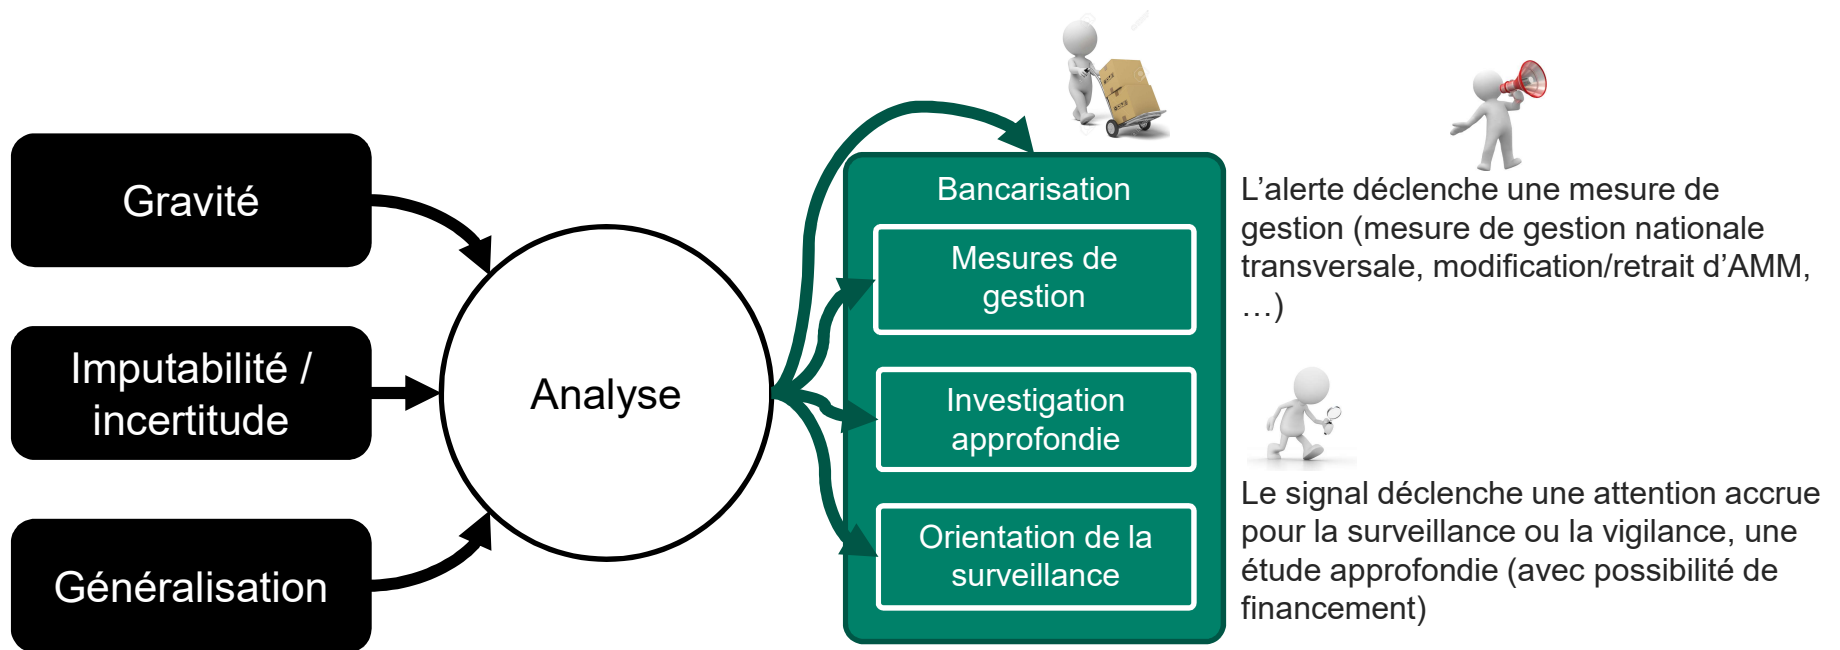 Gravité
Imputabilité /
incertitude
Généralisation
Analyse
Bancarisation
Mesures de
gestion
Investigation
approfondie
Orientation de la
surveillance
L’alerte déclenche une mesure de
gestion (mesure de gestion nationale
transversale, modification/retrait d’AMM,
…)
Le signal déclenche une attention accrue
pour la surveillance ou la vigilance, une
étude approfondie (avec possibilité de
financement)